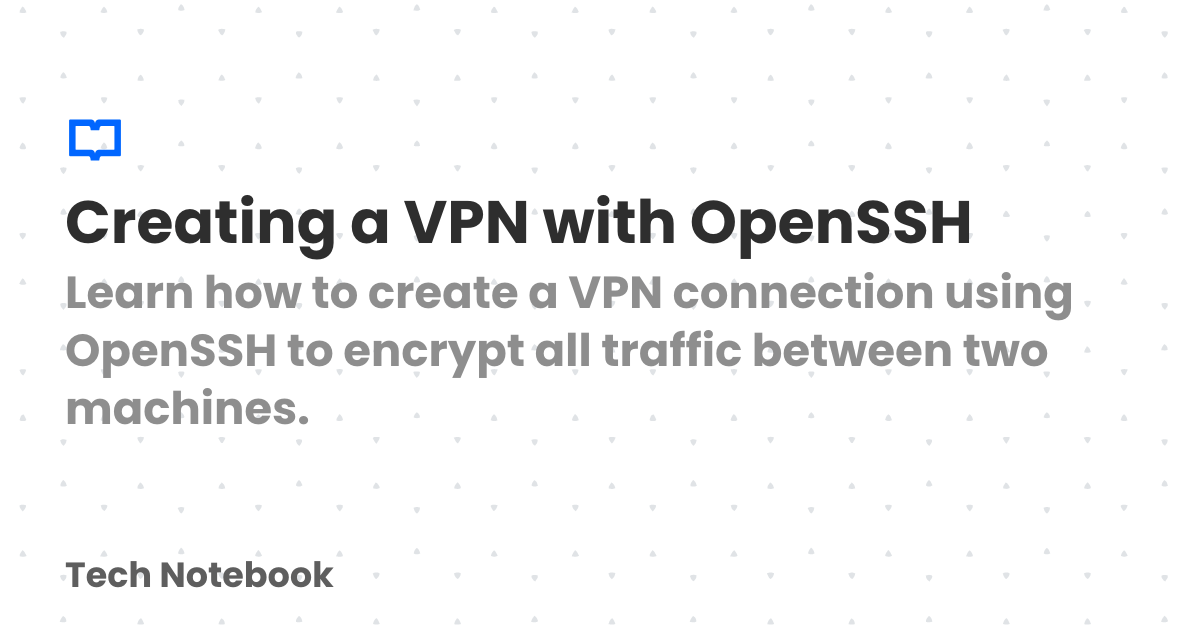 Creating a VPN with OpenSSH
Learn how to create a VPN connection using
OpenSSH to encrypt all traffic between two
machines.
Tech Notebook